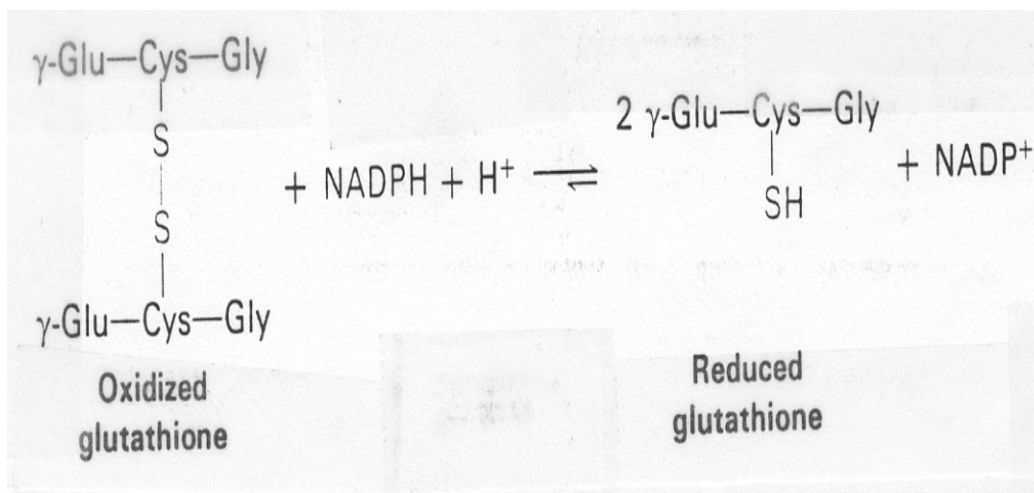 γ-Glu—Cys—Gly
S
S
γ-Glu—Cys—Gly
Oxidized
glutathione
+ NADPH + H⁺ ⇌
2 γ-Glu—Cys—Gly
SH
+ NADP⁺
Reduced
glutathione